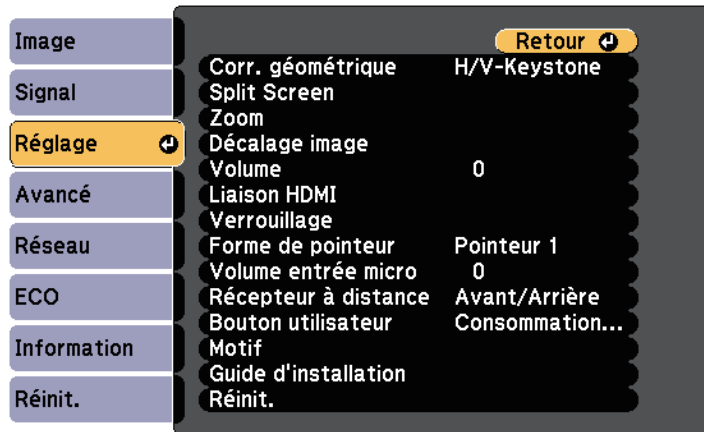 Image
Signal
Réglage
Avancé
Réseau
ECO
Information
Réinit.
Retour
Corr. géométrique H/V-Keystone
Split Screen
Zoom
Décalage image
Volume 0
Liaison HDMI
Verrouillage
Forme de pointeur Pointeur 1
Volume entrée micro 0
Récepteur à distance Avant/Arrière
Bouton utilisateur Consommation...
Motif
Guide d'installation
Réinit.